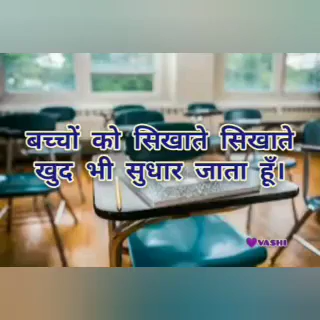 बच्चों को सिखाते सिखाते
खुद भी सुधार जाता हूँ।
💜VASHI